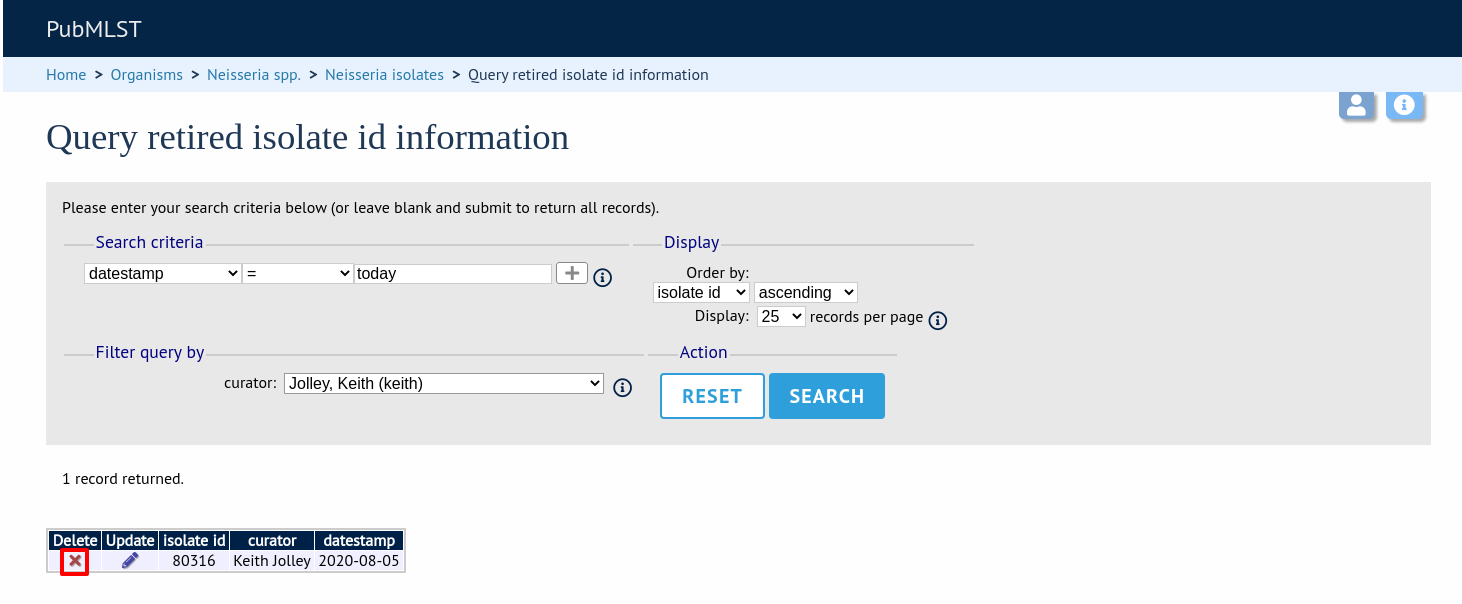 PubMLST
Home > Organisms > Neisseria spp. > Neisseria isolates > Query retired isolate id information
Query retired isolate id information
Please enter your search criteria below (or leave blank and submit to return all records).
Search criteria
datestamp = today
Display
Order by:
isolate id ascending
Display: 25 records per page
Filter query by
curator: Jolley, Keith (keith)
Action
RESET SEARCH
1 record returned.
Delete Update isolate id curator datestamp
80316 Keith Jolley 2020-08-05